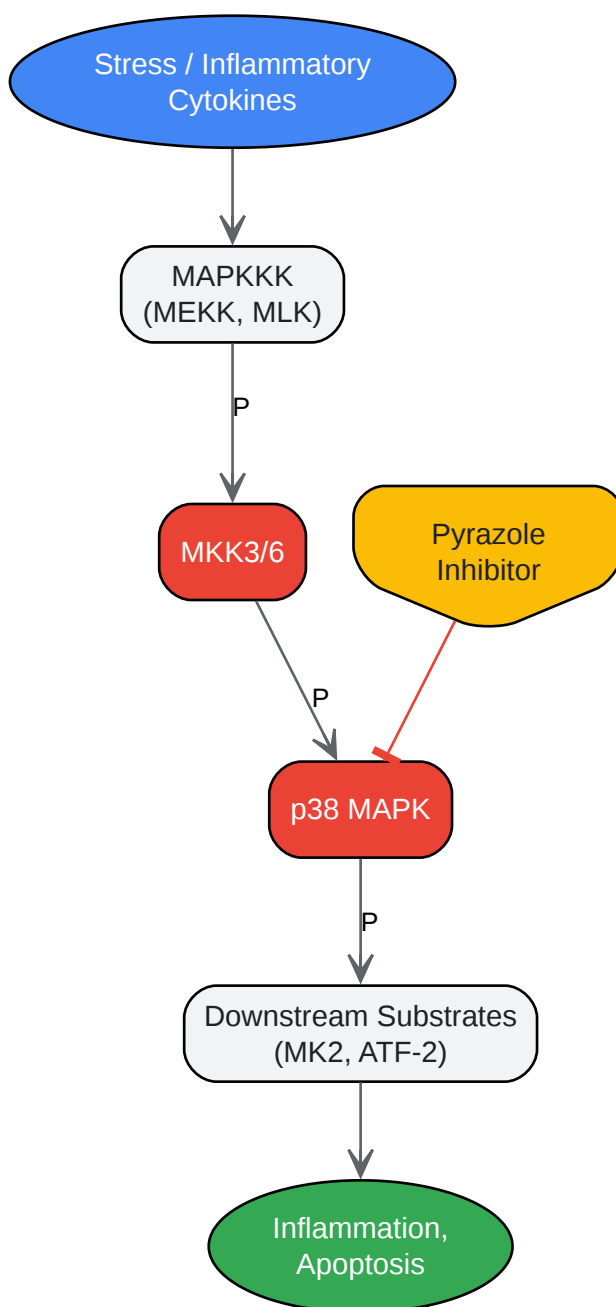 Stress / Inflammatory
Cytokines
MAPKKK
(MEKK, MLK)
P
MKK3/6
Pyrazole
Inhibitor
P
p38 MAPK
P
Downstream Substrates
(MK2, ATF-2)
Inflammation,
Apoptosis